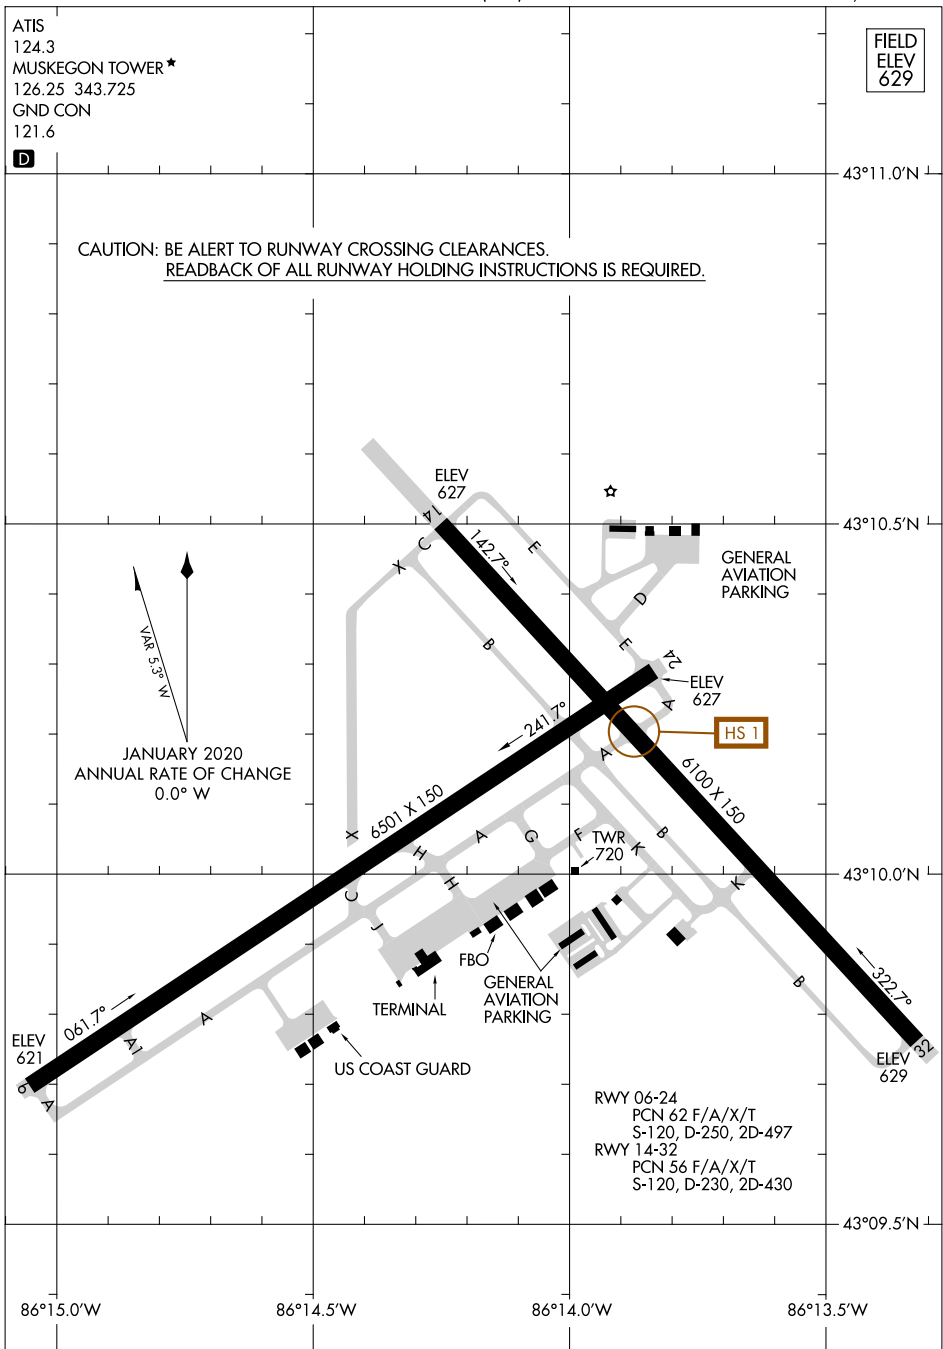 ATIS
124.3
MUSKEGON TOWER★
126.25 343.725
GND CON
121.6
D
FIELD
ELEV
629
43°11.0'N
CAUTION: BE ALERT TO RUNWAY CROSSING CLEARANCES.
READBACK OF ALL RUNWAY HOLDING INSTRUCTIONS IS REQUIRED.
ELEV
627
14
43°10.5'N
C
X
142.7°
E
GENERAL
AVIATION
PARKING
D
VAR 5.3° W
B
E
24
ELEV
627
A
HS 1
241.7°
A
JANUARY 2020
ANNUAL RATE OF CHANGE
0.0° W
6100 X 150
6501 X 150
X
H
A
G
F
K
B
TWR
720
43°10.0'N
H
K
C
J
FBO
GENERAL
AVIATION
PARKING
TERMINAL
B
322.7°
061.7°
A
A1
ELEV
621
US COAST GUARD
32
ELEV
629
6
A
RWY 06-24
PCN 62 F/A/X/T
S-120, D-250, 2D-497
RWY 14-32
PCN 56 F/A/X/T
S-120, D-230, 2D-430
43°09.5'N
86°15.0'W
86°14.5'W
86°14.0'W
86°13.5'W